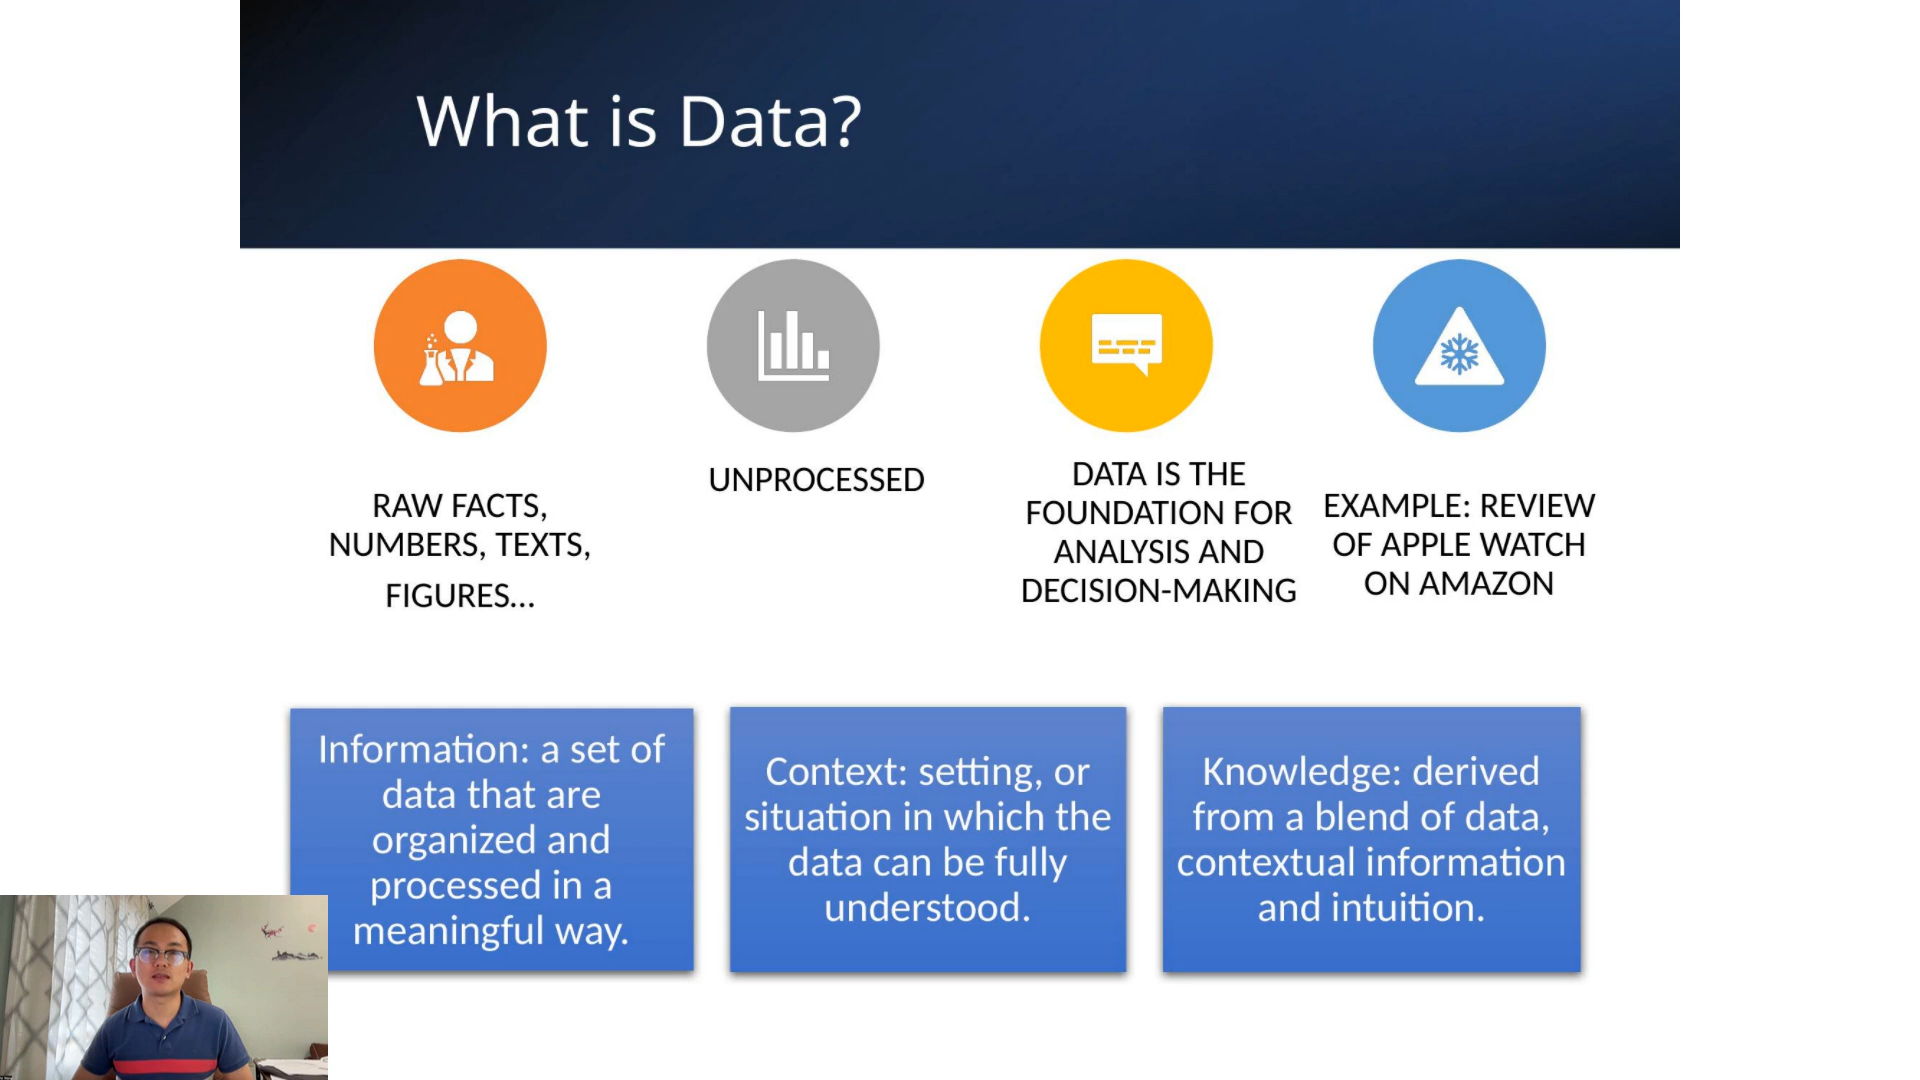 What is Data?
RAW FACTS,
NUMBERS, TEXTS,
FIGURES...
UNPROCESSED
DATA IS THE
FOUNDATION FOR
ANALYSIS AND
DECISION-MAKING
EXAMPLE: REVIEW
OF APPLE WATCH
ON AMAZON
Information: a set of
data that are
organized and
processed in a
meaningful way.
Context: setting, or
situation in which the
data can be fully
understood.
Knowledge: derived
from a blend of data,
contextual information
and intuition.